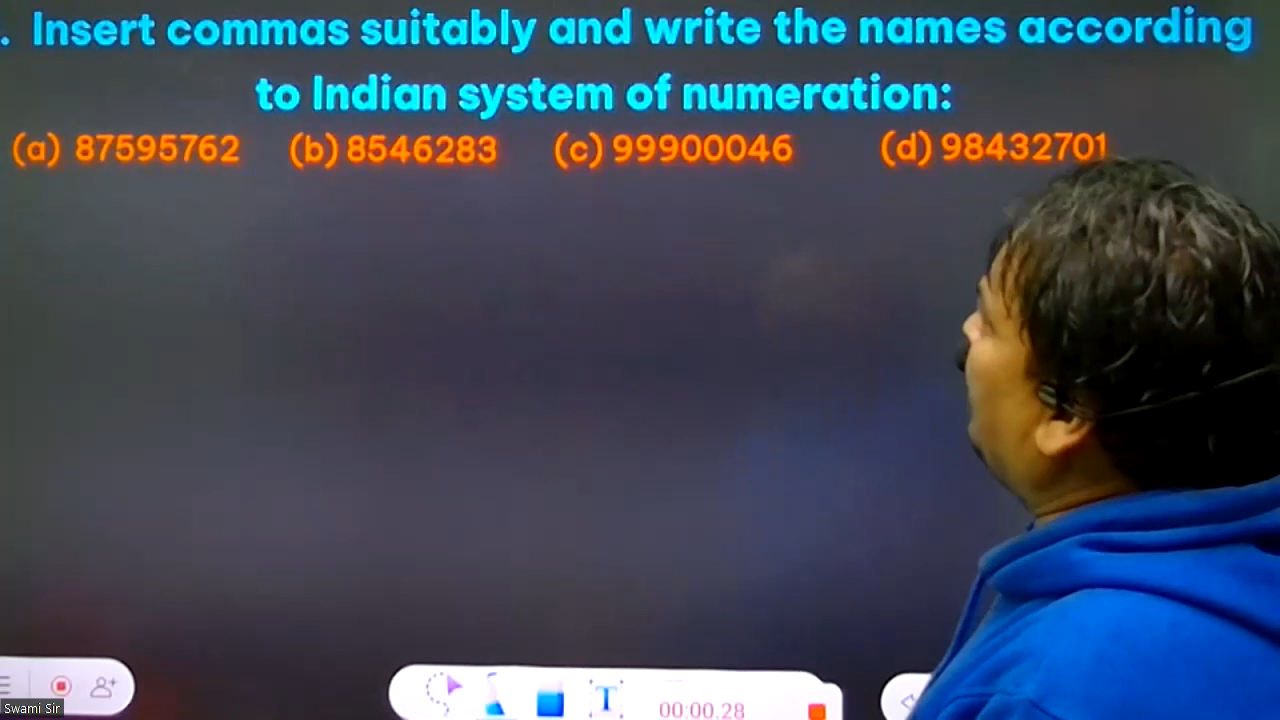 . Insert commas suitably and write the names according
to Indian system of numeration:
(a) 87595762 (b) 8546283 (c) 99900046 (d) 98432701
T
00:00.28
Swami Sir